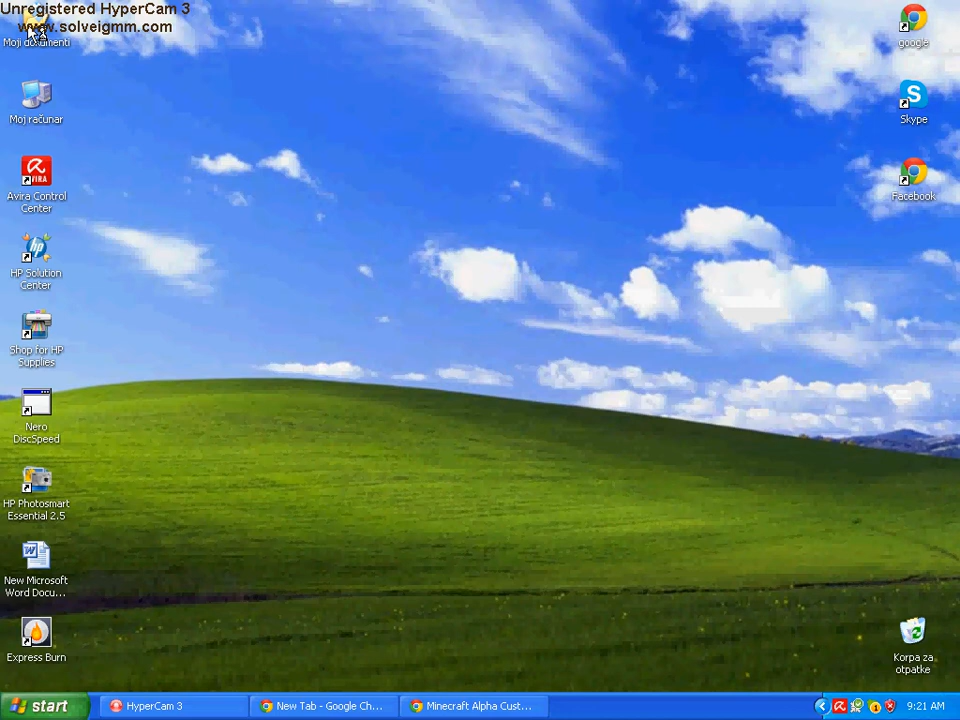 Unregistered HyperCam 3
www.solveigmm.com
Moji dokumenti
Moj računar
AVIRA
Avira Control
Center
hp
HP Solution
Center
Shop for HP
Supplies
Nero
DiscSpeed
HP Photosmart
Essential 2.5
W
New Microsoft
Word Docu...
Express Burn
google
S
Skype
Facebook
Korpa za
otpatke
start
HyperCam 3
New Tab - Google Ch...
Minecraft Alpha Cust...
9:21 AM